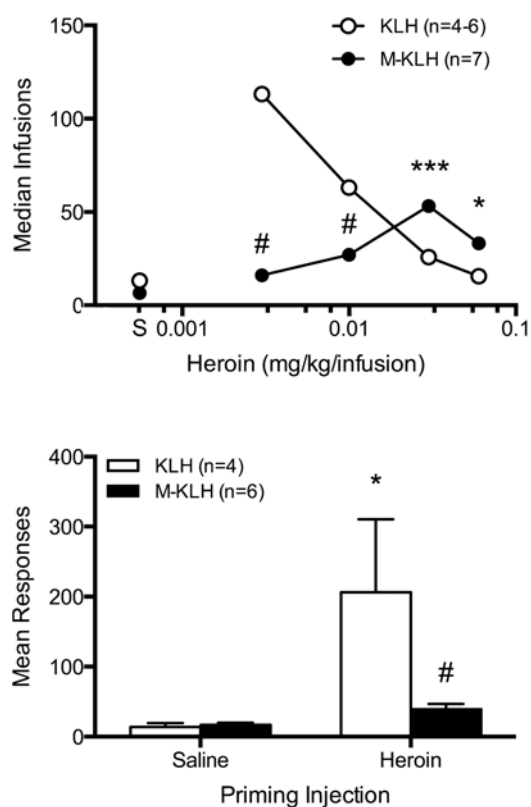 150
KLH (n=4-6)
M-KLH (n=7)
100
Median Infusions
***
*
50
#
#
0
S 0.001 0.01 0.1
Heroin (mg/kg/infusion)
400
KLH (n=4)
M-KLH (n=6)
*
300
Mean Responses
200
100
#
0
Saline Heroin
Priming Injection